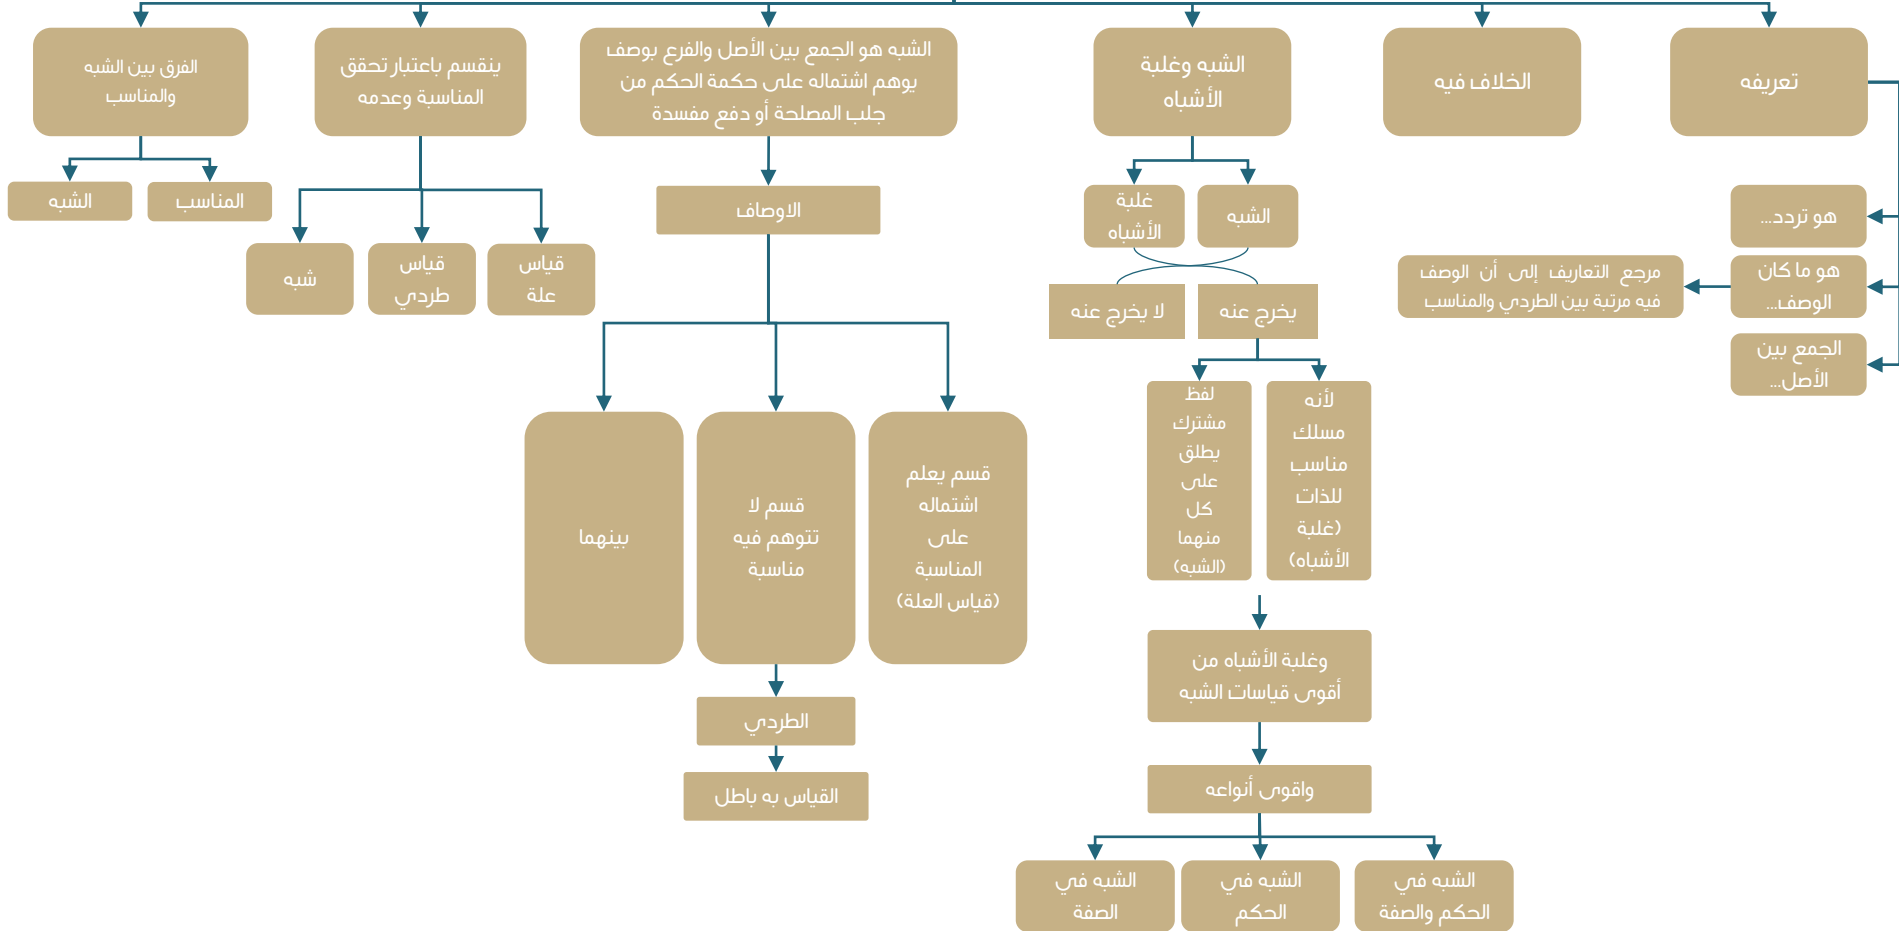 تعريفه
هو تردد...
هو ما كان
الوصف...
مرجع التعاريف إلى أن الوصف
فيه مرتبة بين الطردي والمناسب
الجمع بين
الأصل...
الخلاف فيه
الشبه وغلبة
الأشباه
الشبه
غلبة
الأشباه
يخرج عنه
لا يخرج عنه
لأنه
مسلك
مناسب
للذات
(غلبة
الأشباه)
لفظ
مشترك
يطلق
على
كل
منهما
(الشبه)
وغلبة الأشباه من
أقوى قياسات الشبه
واقوى أنواعه
الشبه في
الحكم والصفة
الشبه في
الحكم
الشبه في
الصفة
الشبه هو الجمع بين الأصل والفرع بوصف
يوهم اشتماله على حكمة الحكم من
جلب المصلحة أو دفع مفسدة
الاوصاف
قسم يعلم
اشتماله
على
المناسبة
(قياس العلة)
قسم لا
تتوهم فيه
مناسبة
بينهما
الطردي
القياس به باطل
ينقسم باعتبار تحقق
المناسبة وعدمه
قياس
علة
قياس
طردي
شبه
الفرق بين الشبه
والمناسب
المناسب
الشبه